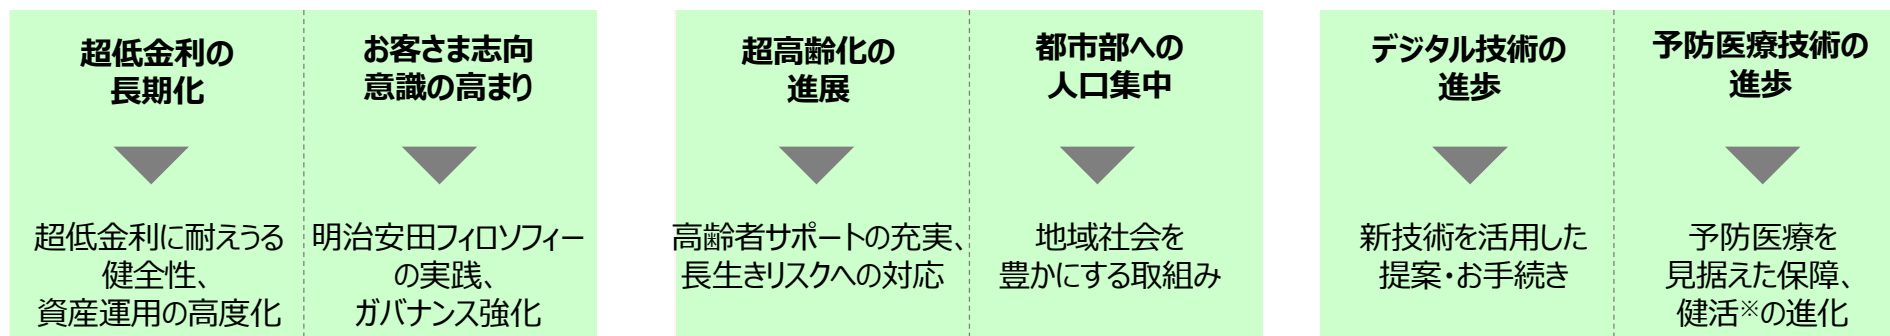 超低金利の
長期化
お客さま志向
意識の高まり
超高齢化の
進展
都市部への
人口集中
デジタル技術の
進歩
予防医療技術の
進歩
超低金利に耐えうる
健全性、
資産運用の高度化
明治安田フィロソフィー
の実践、
ガバナンス強化
高齢者サポートの充実、
長生きリスクへの対応
地域社会を
豊かにする取組み
新技術を活用した
提案・お手続き
予防医療を
見据えた保障、
健活※の進化